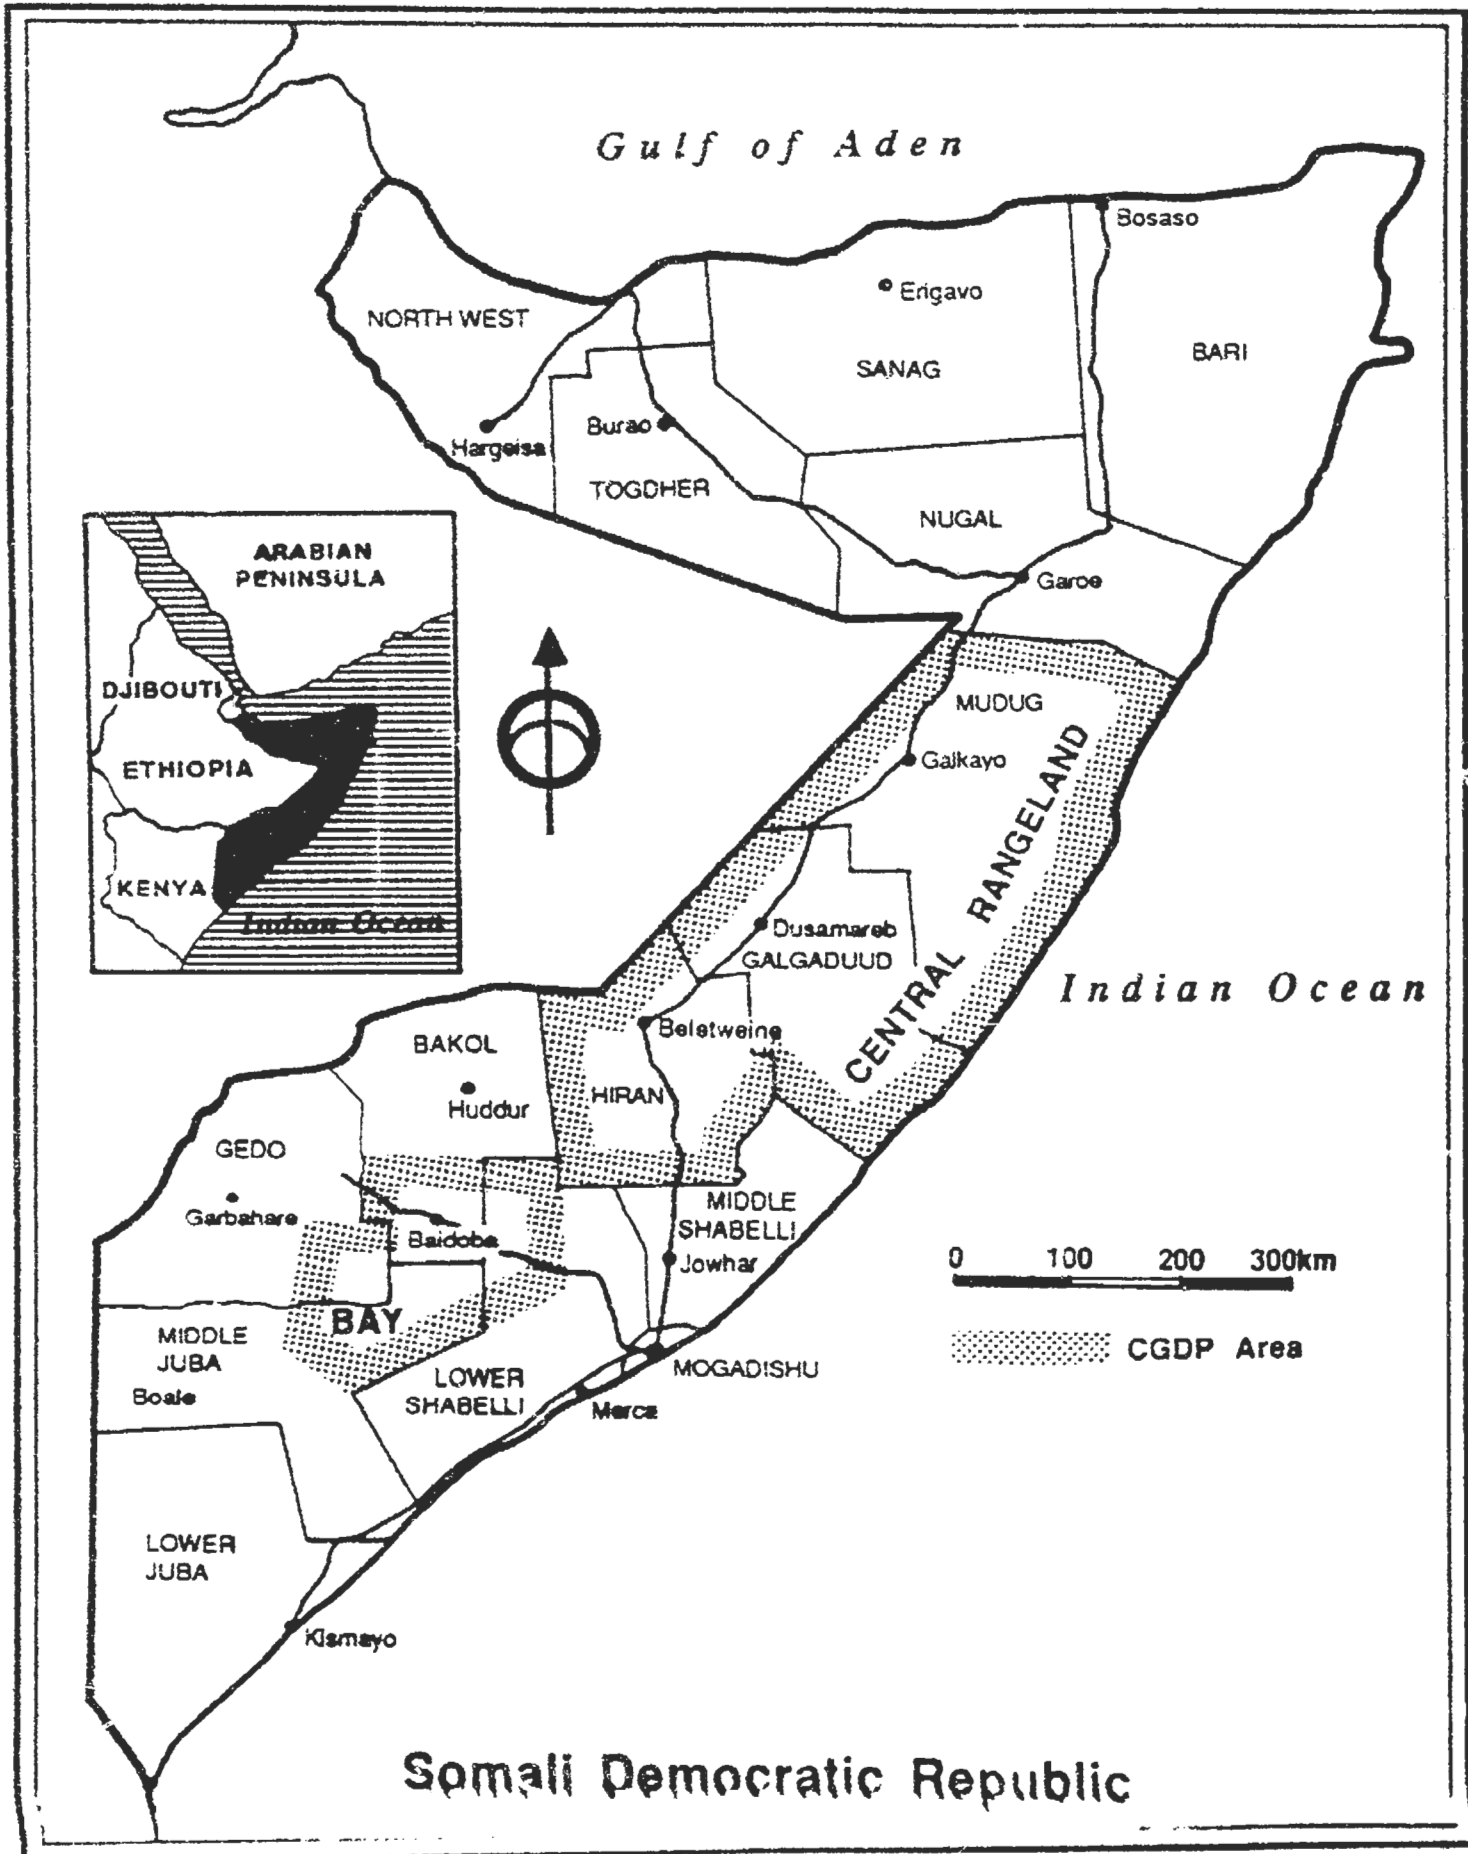 Gulf of Aden
Bosaso
Erigavo
NORTH WEST
BARI
SANAG
Burao
Hargeisa
TOGDHER
NUGAL
Garoe
ARABIAN
PENINSULA
DJIBOUTI
ETHIOPIA
KENYA
Indian Ocean
MUDUG
Galkayo
CENTRAL RANGELAND
Dusamareb
GALGADUUD
Indian Ocean
Beletweine
BAKOL
HIRAN
Huddur
GEDO
Garbahare
MIDDLE
SHABELLI
Baidoba
Jowhar
0 100 200 300km
BAY
MIDDLE
JUBA
Boale
CGDP Area
MOGADISHU
LOWER
SHABELLI
Merca
LOWER
JUBA
Kismayo
Somali Democratic Republic